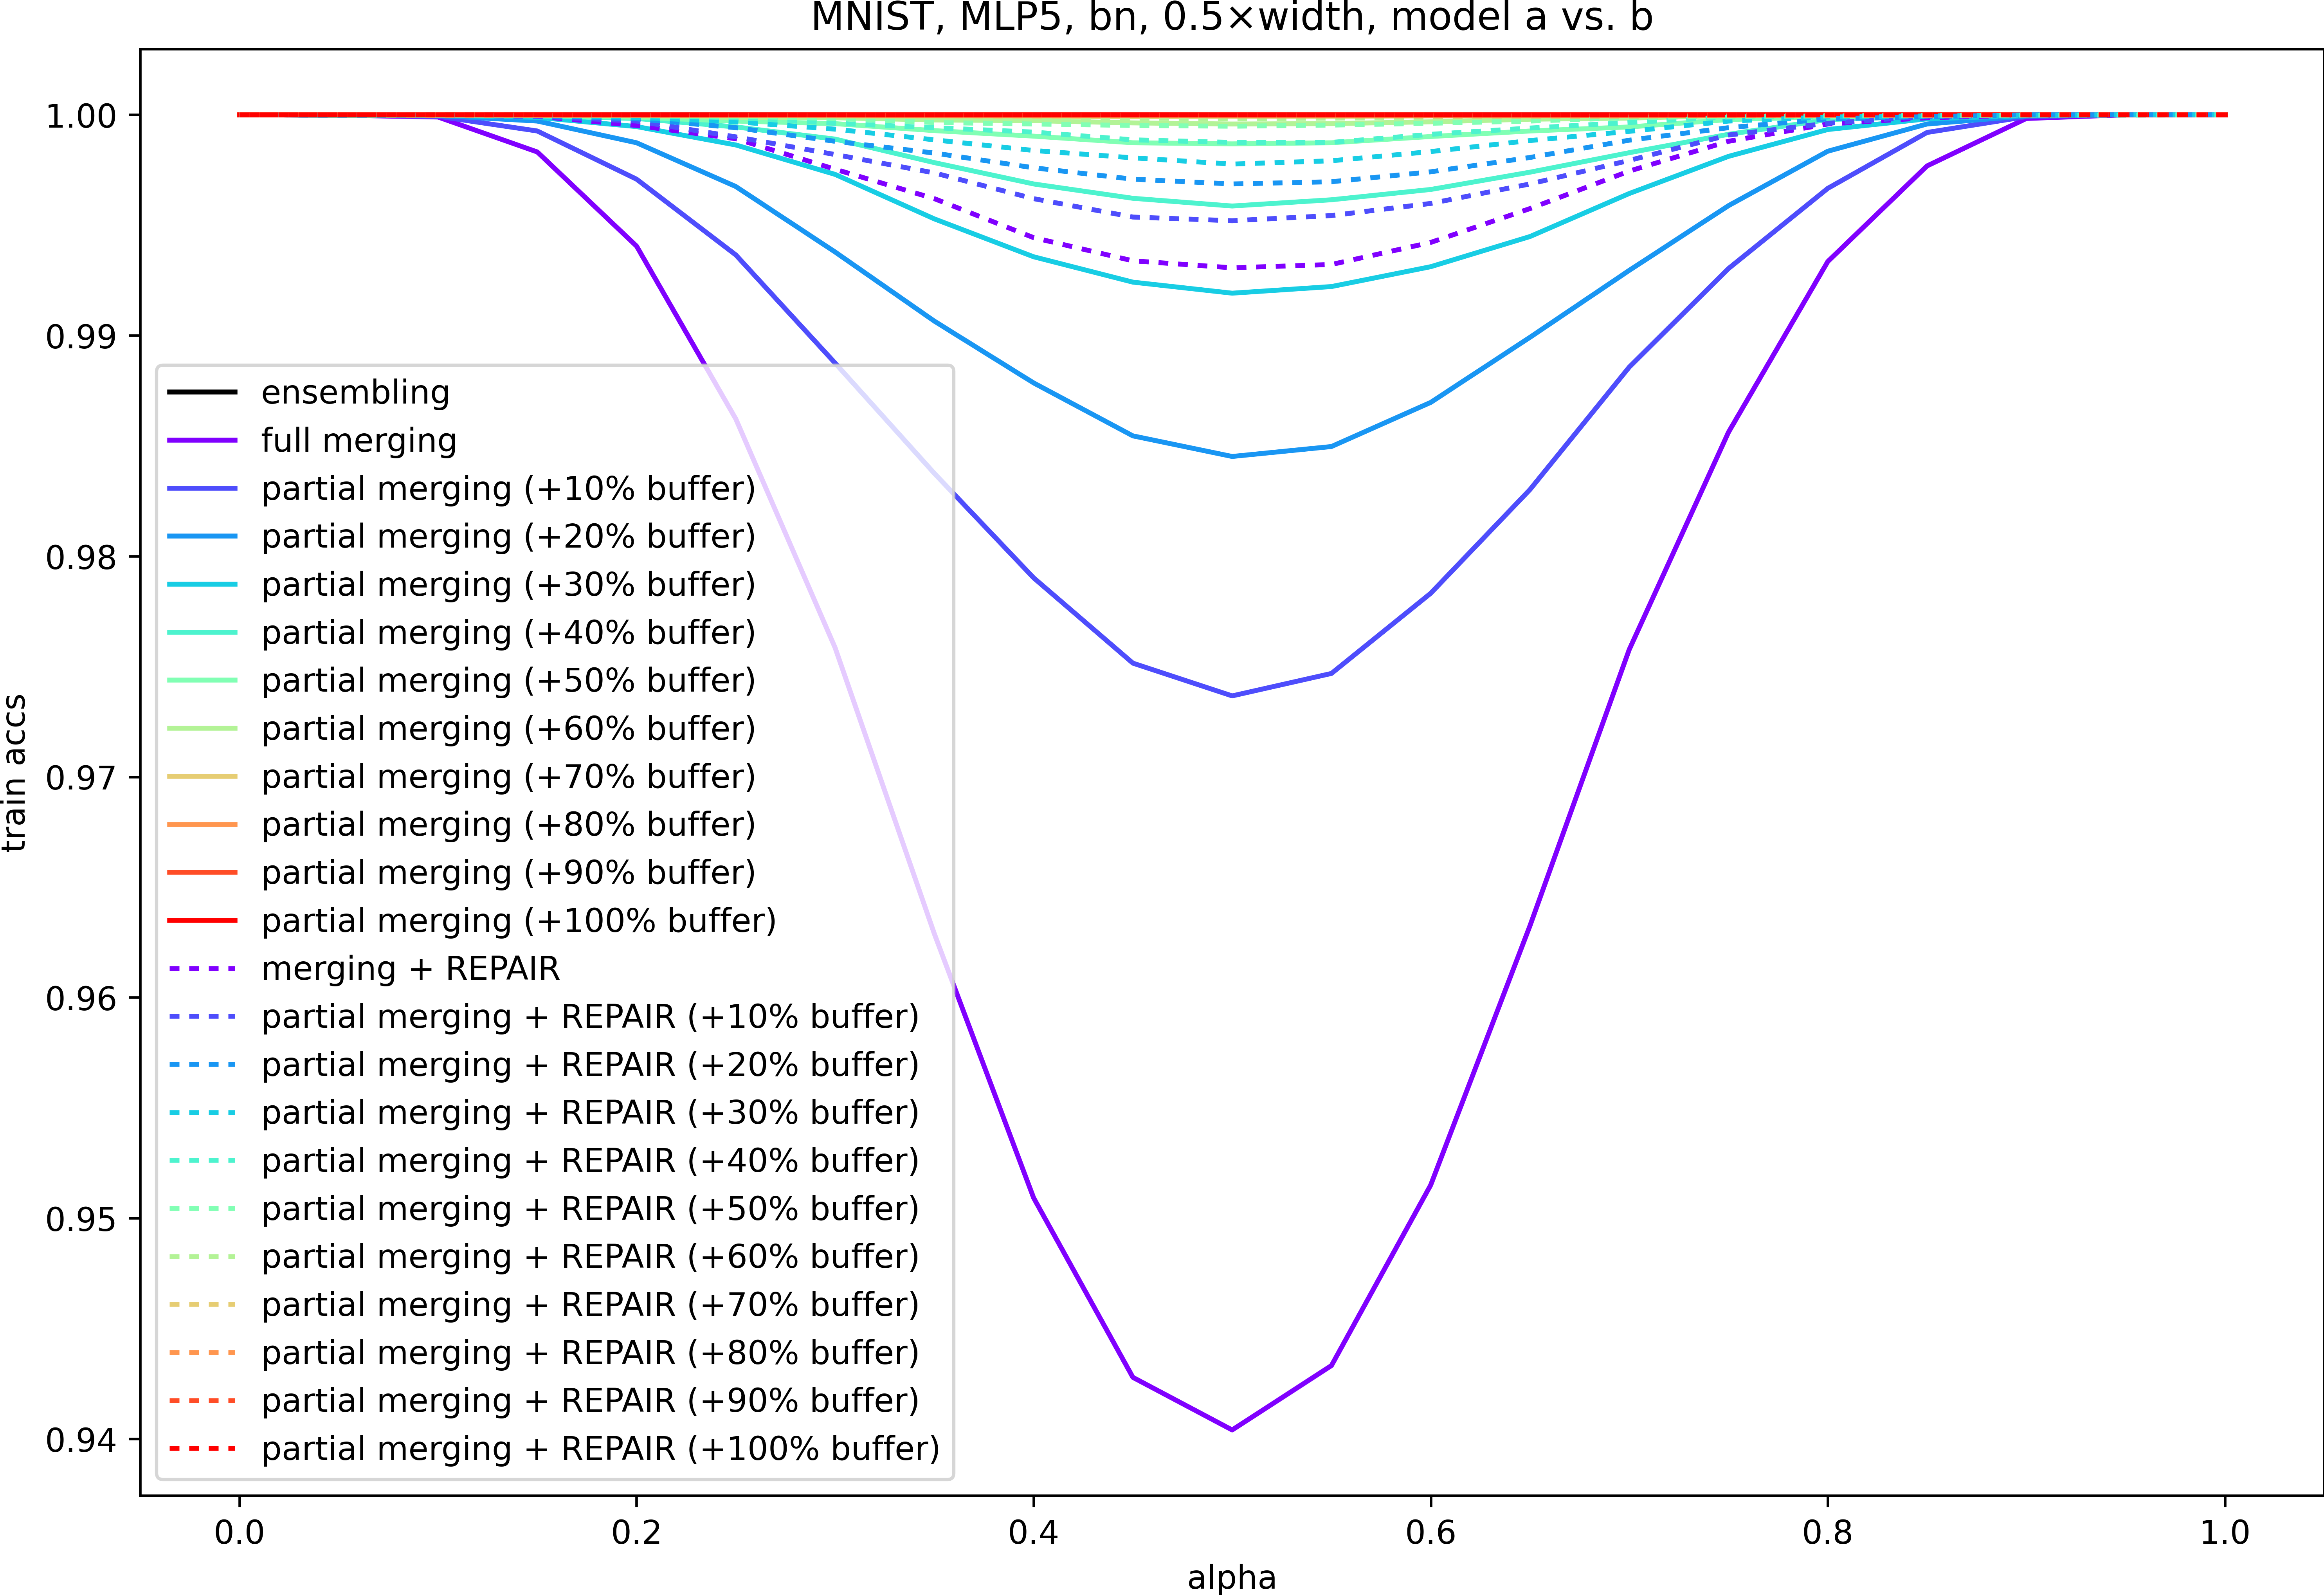 MNIST, MLP5, bn, 0.5×width, model a vs. b
train accs
1.00
0.99
0.98
0.97
0.96
0.95
0.94
ensembling
full merging
partial merging (+10% buffer)
partial merging (+20% buffer)
partial merging (+30% buffer)
partial merging (+40% buffer)
partial merging (+50% buffer)
partial merging (+60% buffer)
partial merging (+70% buffer)
partial merging (+80% buffer)
partial merging (+90% buffer)
partial merging (+100% buffer)
merging + REPAIR
partial merging + REPAIR (+10% buffer)
partial merging + REPAIR (+20% buffer)
partial merging + REPAIR (+30% buffer)
partial merging + REPAIR (+40% buffer)
partial merging + REPAIR (+50% buffer)
partial merging + REPAIR (+60% buffer)
partial merging + REPAIR (+70% buffer)
partial merging + REPAIR (+80% buffer)
partial merging + REPAIR (+90% buffer)
partial merging + REPAIR (+100% buffer)
0.0 0.2 0.4 0.6 0.8 1.0
alpha